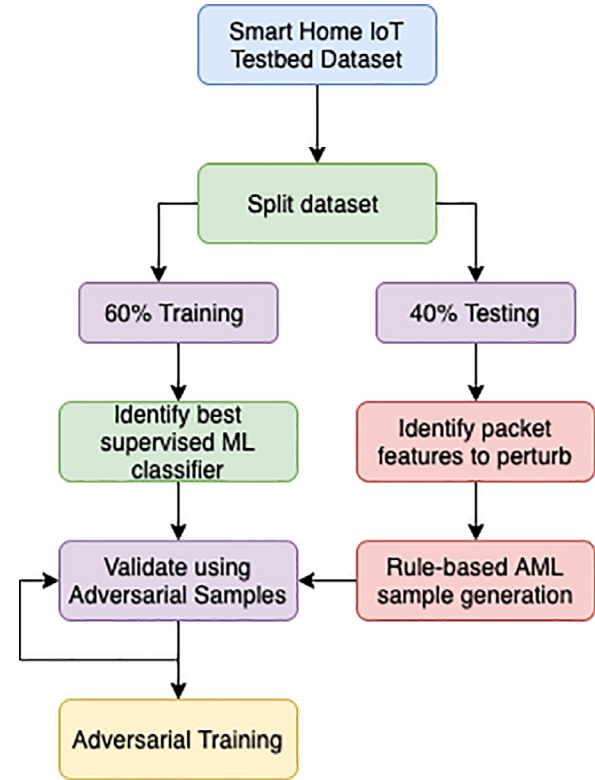 Smart Home IoT
Testbed Dataset
Split dataset
60% Training
40% Testing
Identify best
supervised ML
classifier
Identify packet
features to perturb
Validate using
Adversarial Samples
Rule-based AML
sample generation
Adversarial Training